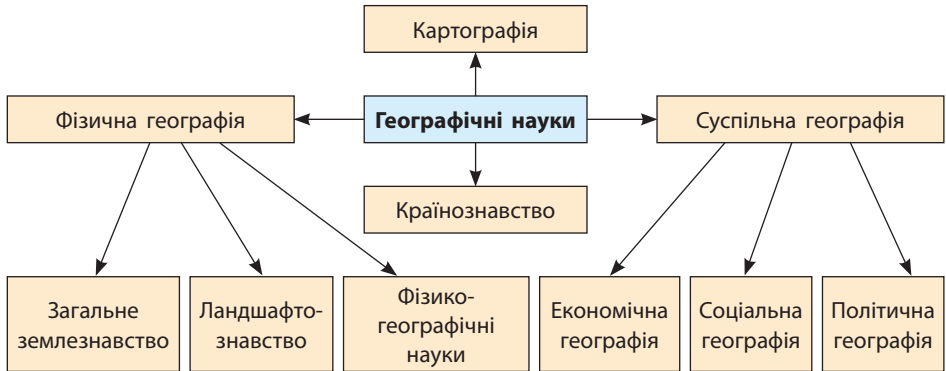 Картографія
Фізична географія
Географічні науки
Суспільна географія
Країнознавство
Загальне
землезнавство
Ландшафто-
знавство
Фізико-
географічні
науки
Економічна
географія
Соціальна
географія
Політична
географія